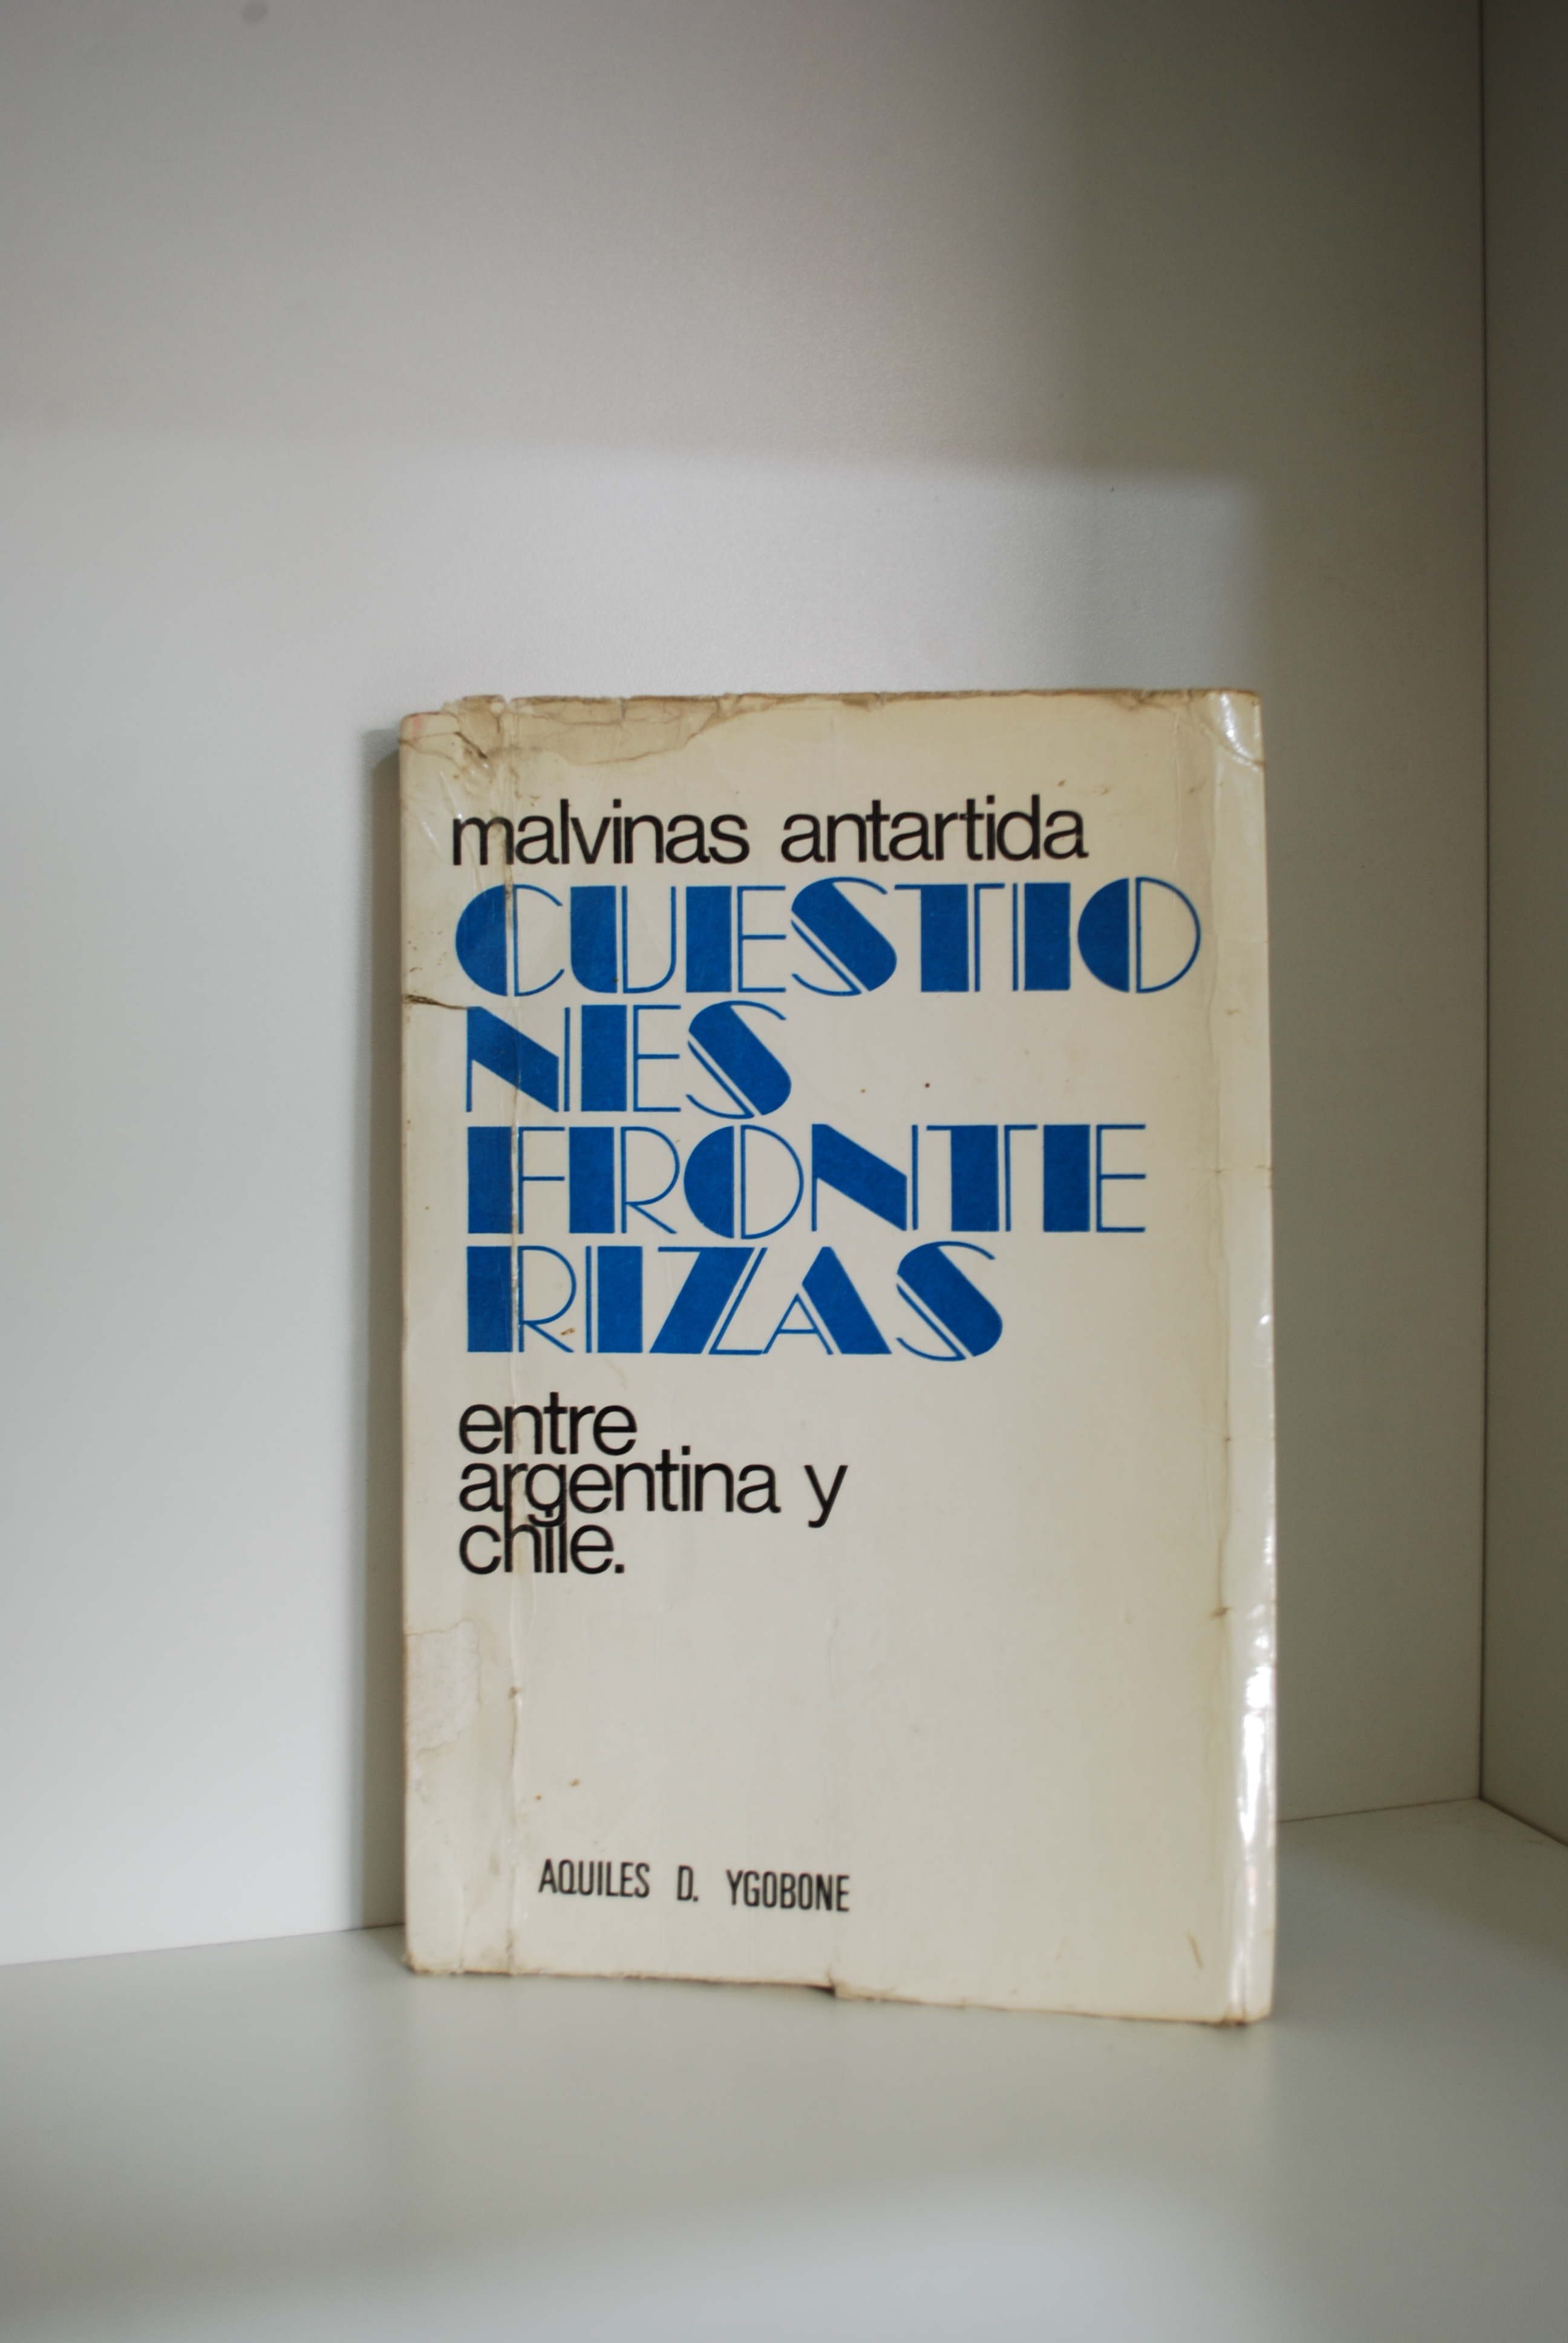 malvinas antartida
CUESTIO
NES
FRONTE
RIZAS
entre
argentina y
chile.
AQUILES D. YGOBONE